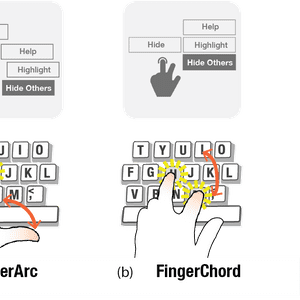 Help
Highlight
Hide Others
Help
Hide Highlight
Hide Others
U I O
J K L
M <
T Y U I O
F G J K L
V B N
erArc
(b) FingerChord